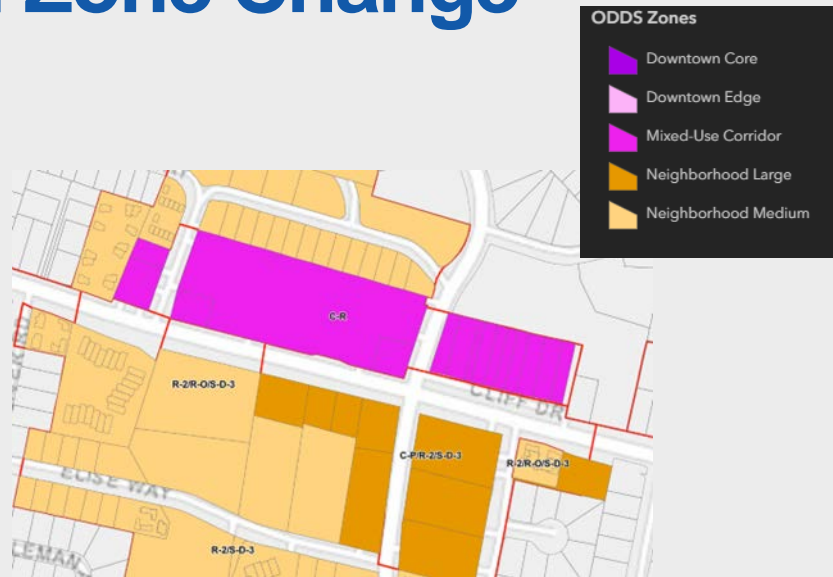 Zone Change
ODDS Zones
Downtown Core
Downtown Edge
Mixed-Use Corridor
Neighborhood Large
Neighborhood Medium
C-R
R-2/R-O/S-D-3
CLIFF DR
C-P/R-2/S-D-3
R-2/R-O/S-D-3
ELISE WAY
R-2/S-D-3